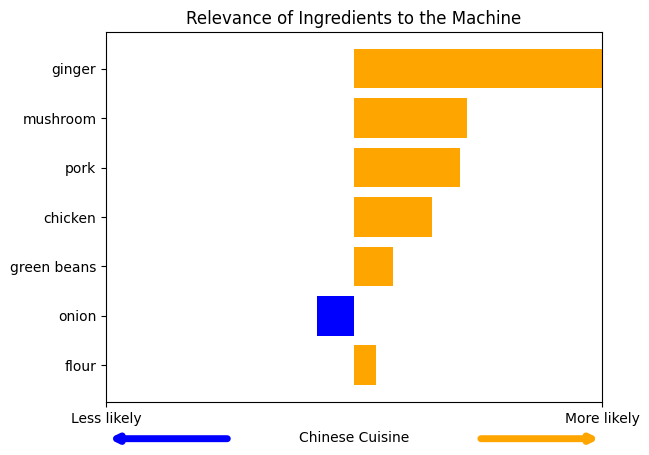 Relevance of Ingredients to the Machine
ginger
mushroom
pork
chicken
green beans
onion
flour
Less likely
More likely
Chinese Cuisine